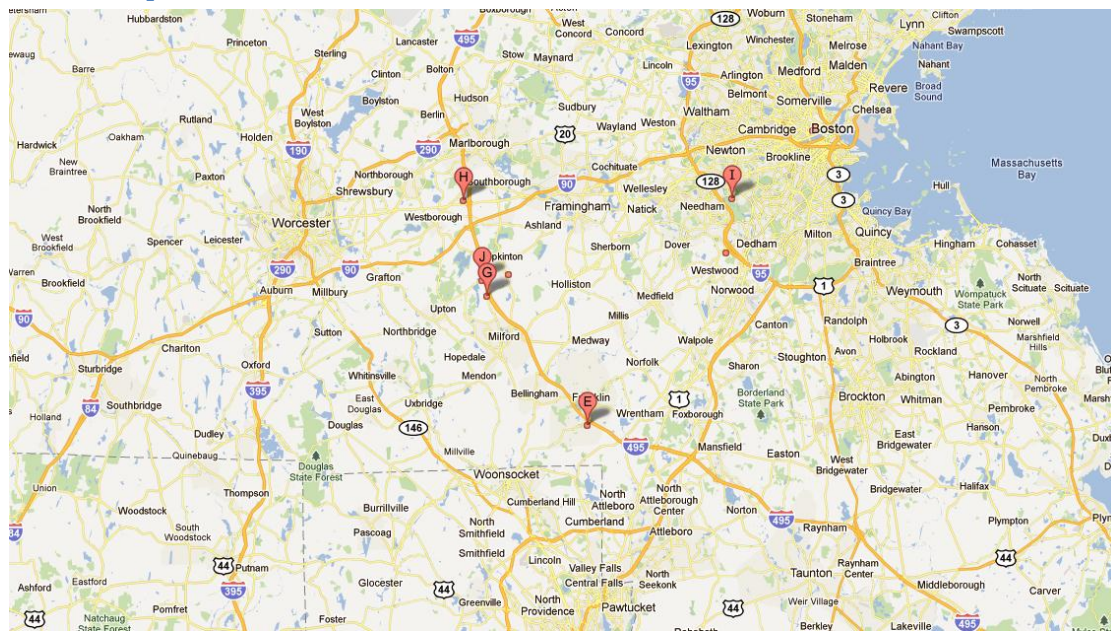 Hubbardston
Boxborough
Acton
Woburn
Stoneham
Clifton
Lynn
Swampscott
Princeton
Sterling
Lancaster
495
West Concord
Concord
128
Winchester
Melrose
Nahant Bay
Lexington
Nahant
Barre
Bolton
Stow
Maynard
Lincoln
Arlington
Medford
Malden
Broad Sound
Clinton
95
Belmont
Revere
Rutland
West Boylston
Boylston
Hudson
Sudbury
Waltham
Somerville
Chelsea
Berlin
Wayland
Weston
Oakham
Holden
20
Cambridge
Boston
Hardwick
190
290
Marlborough
Newton
Brookline
New Braintree
Paxton
Northborough
Cochituate
Massachusetts Bay
Shrewsbury
H
Southborough
90
128
I
3
Hull
Wellesley
North Brookfield
Worcester
Westborough
Framingham
Natick
Needham
3
Quincy Bay
Ashland
Milton
Quincy
West Brookfield
Spencer
Leicester
Sherborn
Dover
Dedham
Hingham
Cohasset
J
Braintree
290
90
Grafton
G
Westwood
95
Brookfield
Auburn
Millbury
Holliston
Norwood
1
Weymouth
North Scituate
Scituate
Wompatuck State Park
Upton
Medfield
90
Sutton
Northbridge
Millis
Canton
Randolph
3
Norwell
Milford
Medway
Walpole
Holbrook
Marshfield Hills
Charlton
Hopedale
Stoughton
Avon
Rockland
Sturbridge
Oxford
Norfolk
Sharon
Whitinsville
Mendon
Abington
Hanover
395
Bellingham
Borderland State Park
North Pembroke
84
Southbridge
East Douglas
Uxbridge
E
1
Brockton
Whitman
Holland
Wrentham
Foxborough
Pembroke
Douglas
146
Hanson
Dudley
495
East Bridgewater
Quinebaug
Millville
Mansfield
Easton
Douglas State Forest
West Bridgewater
Woonsocket
Union
Thompson
North Attleboro
North Attleborough Center
Bridgewater
Halifax
Cumberland Hill
Woodstock
Burrillville
Norton
North Smithfield
Cumberland
495
Plympton
84
South Woodstock
Pascoag
Attleboro
Raynham
Smithfield
44
44
Putnam
Foster
Lincoln
Valley Falls
Raynham Center
Taunton
Eastford
395
Glocester
Central Falls
North Seekonk
Middleborough
Ashford
44
44
Carver
Pomfret
Greenville
North Providence
Pawtucket
Weir Village
44
44
Natchaug State Forest
Berkley
Lakeville
495